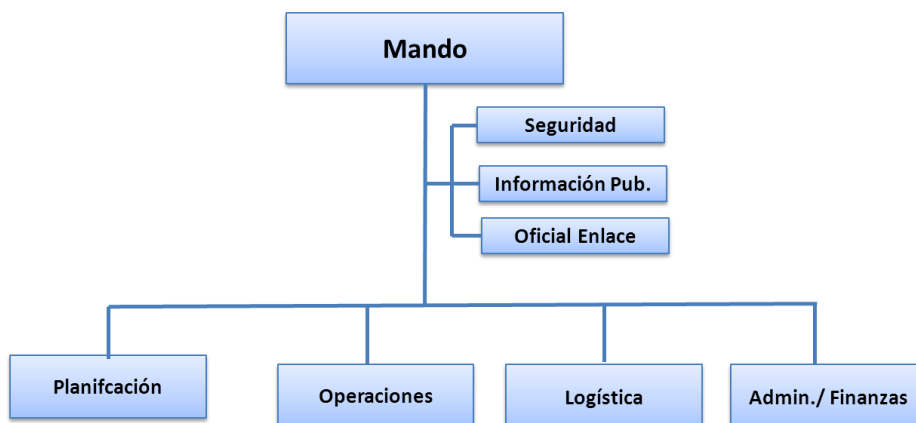 Mando
Seguridad
Información Pub.
Oficial Enlace
Planifcación
Operaciones
Logística
Admin./ Finanzas